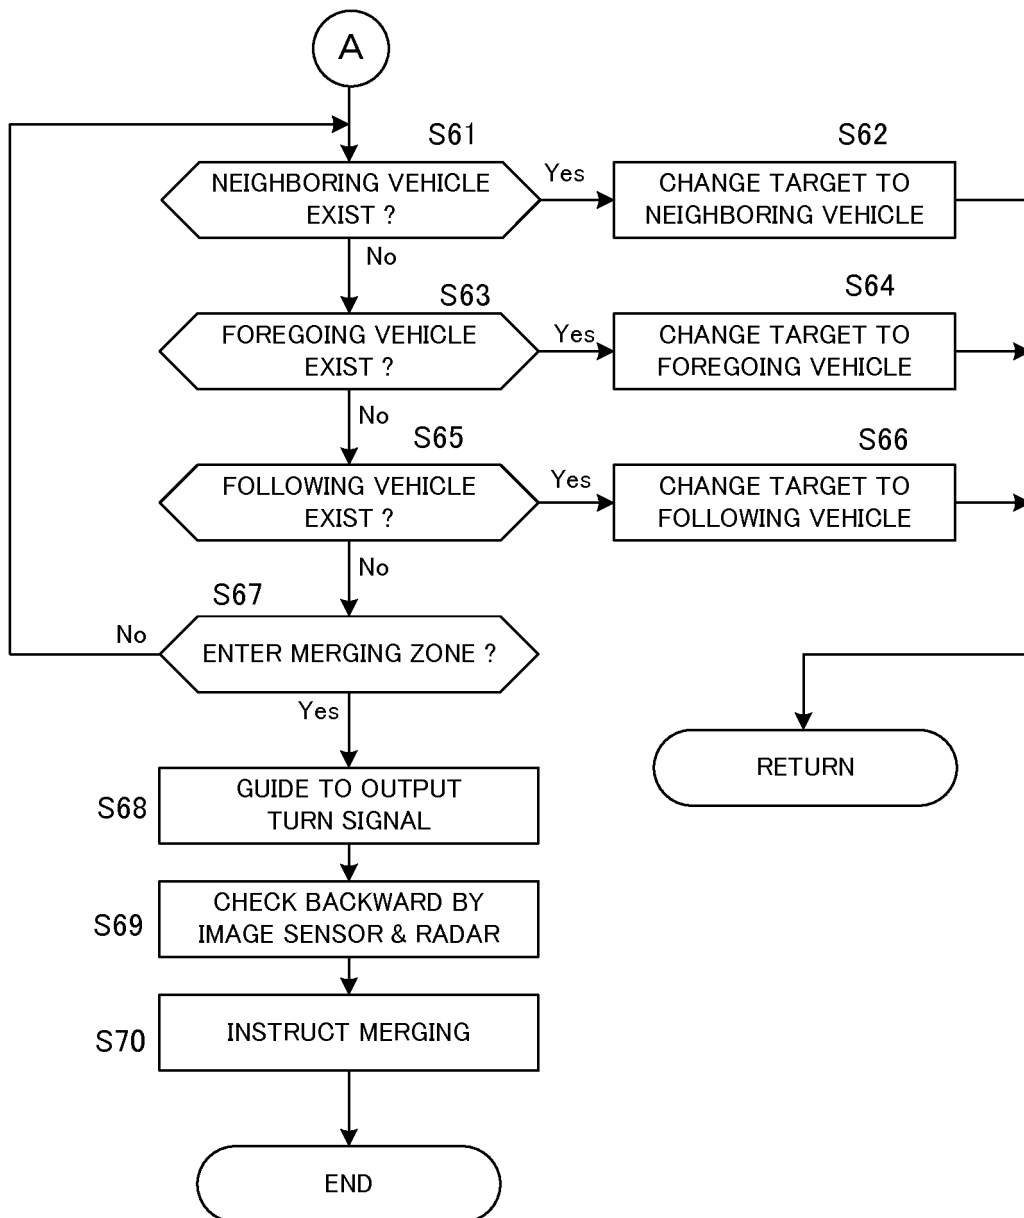 A
S61
NEIGHBORING VEHICLE
EXIST ?
Yes
S62
CHANGE TARGET TO
NEIGHBORING VEHICLE
No
S63
FOREGOING VEHICLE
EXIST ?
Yes
S64
CHANGE TARGET TO
FOREGOING VEHICLE
No
S65
FOLLOWING VEHICLE
EXIST ?
Yes
S66
CHANGE TARGET TO
FOLLOWING VEHICLE
No
S67
No
ENTER MERGING ZONE ?
Yes
RETURN
S68
GUIDE TO OUTPUT
TURN SIGNAL
S69
CHECK BACKWARD BY
IMAGE SENSOR & RADAR
S70
INSTRUCT MERGING
END